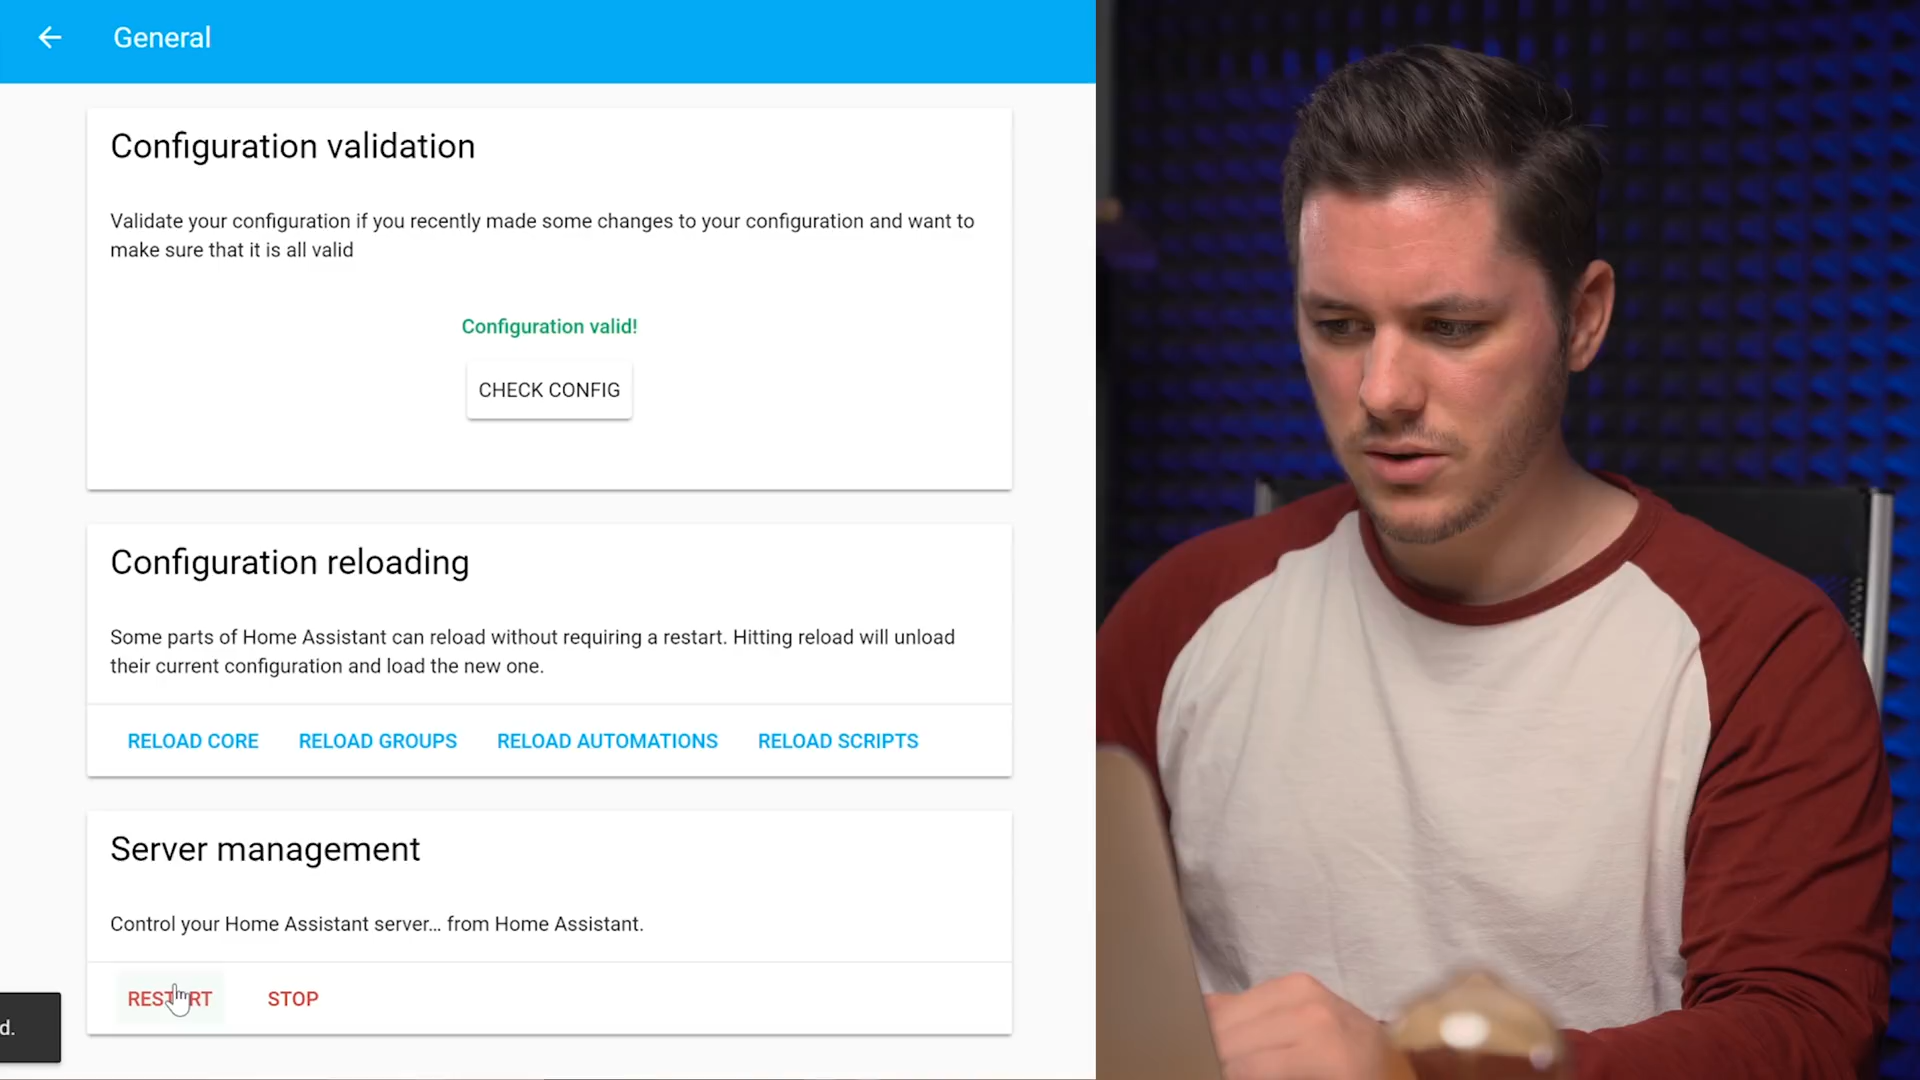 General
Configuration validation
Validate your configuration if you recently made some changes to your configuration and want to
make sure that it is all valid
Configuration valid!
CHECK CONFIG
Configuration reloading
Some parts of Home Assistant can reload without requiring a restart. Hitting reload will unload
their current configuration and load the new one.
RELOAD CORE RELOAD GROUPS RELOAD AUTOMATIONS RELOAD SCRIPTS
Server management
Control your Home Assistant server... from Home Assistant.
RESTART STOP
d.